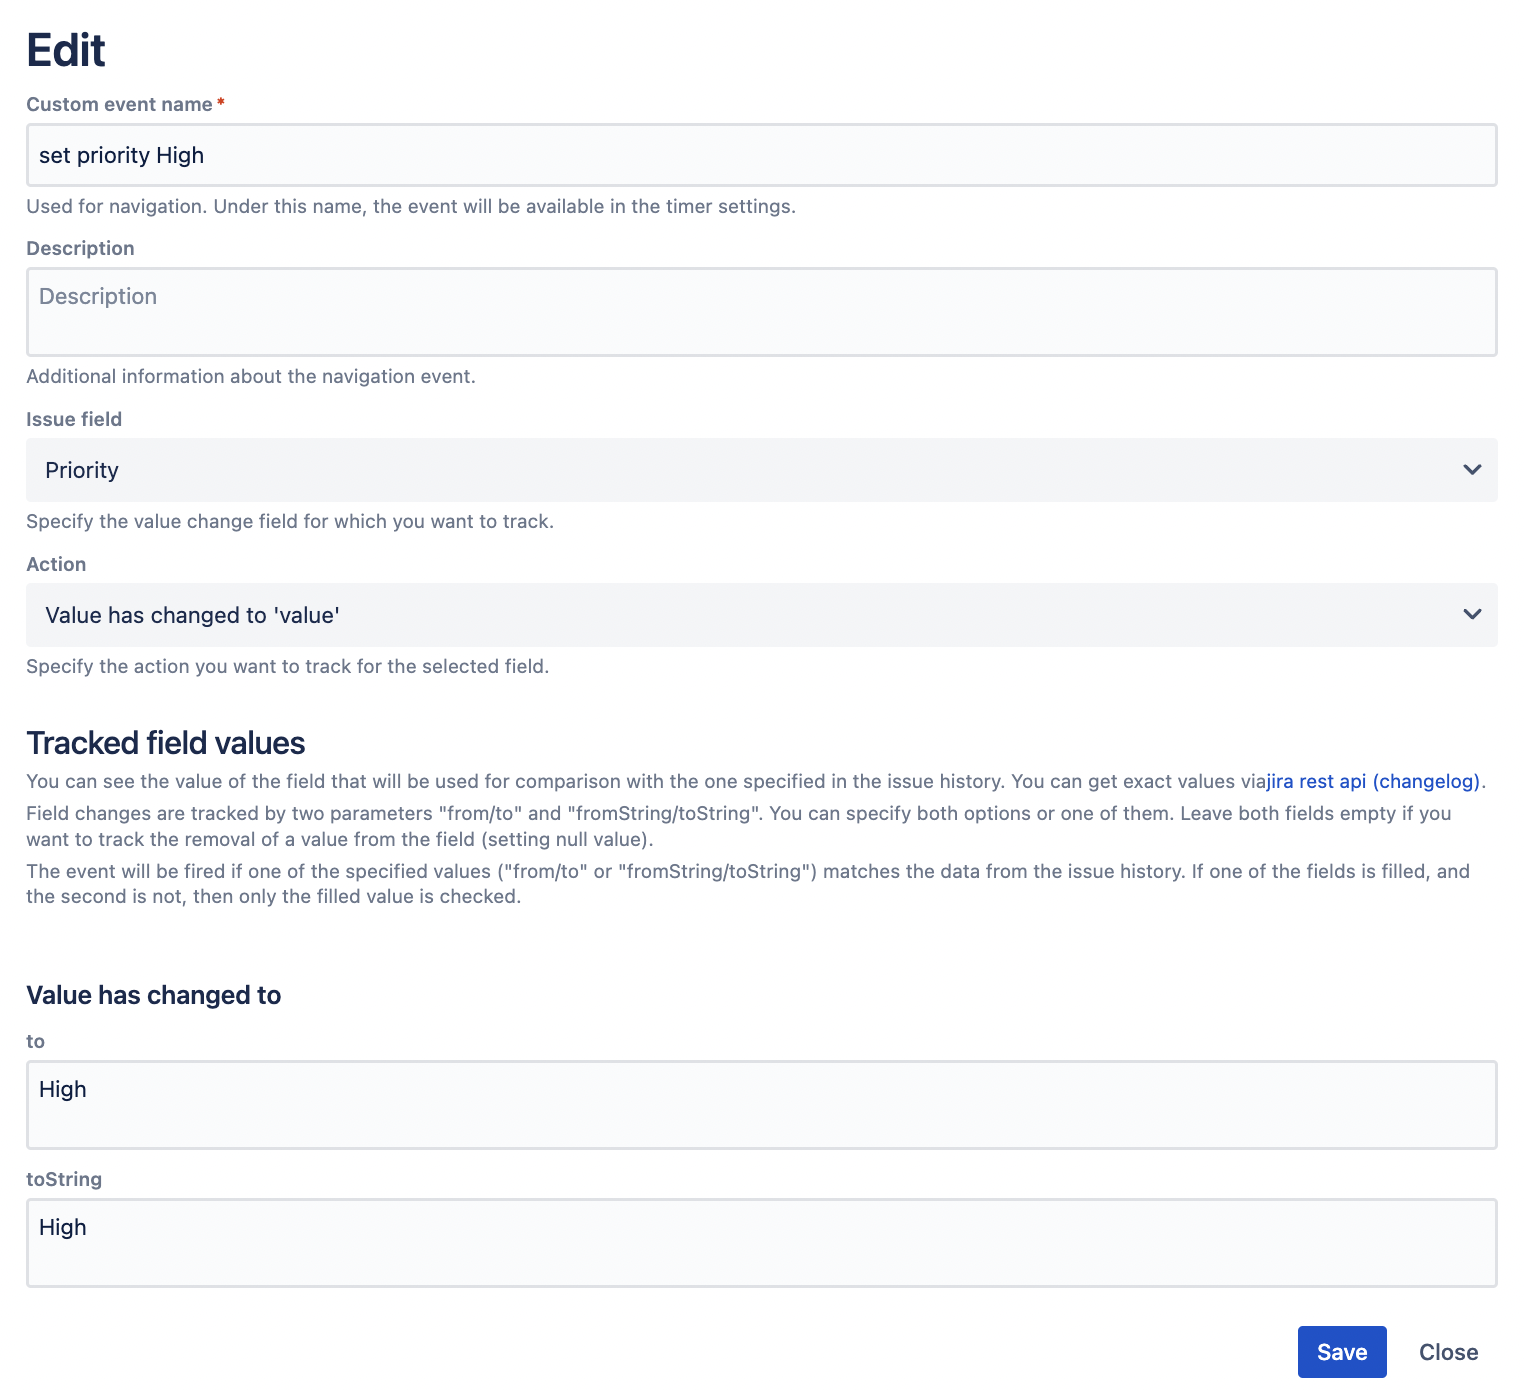 Edit
Custom event name *
set priority High
Used for navigation. Under this name, the event will be available in the timer settings.
Description
Description
Additional information about the navigation event.
Issue field
Priority
Specify the value change field for which you want to track.
Action
Value has changed to 'value'
Specify the action you want to track for the selected field.
Tracked field values
You can see the value of the field that will be used for comparison with the one specified in the issue history. You can get exact values viajira rest api (changelog).
Field changes are tracked by two parameters "from/to" and "fromString/toString". You can specify both options or one of them. Leave both fields empty if you
want to track the removal of a value from the field (setting null value).
The event will be fired if one of the specified values ("from/to" or "fromString/toString") matches the data from the issue history. If one of the fields is filled, and
the second is not, then only the filled value is checked.
Value has changed to
to
High
toString
High
Save Close